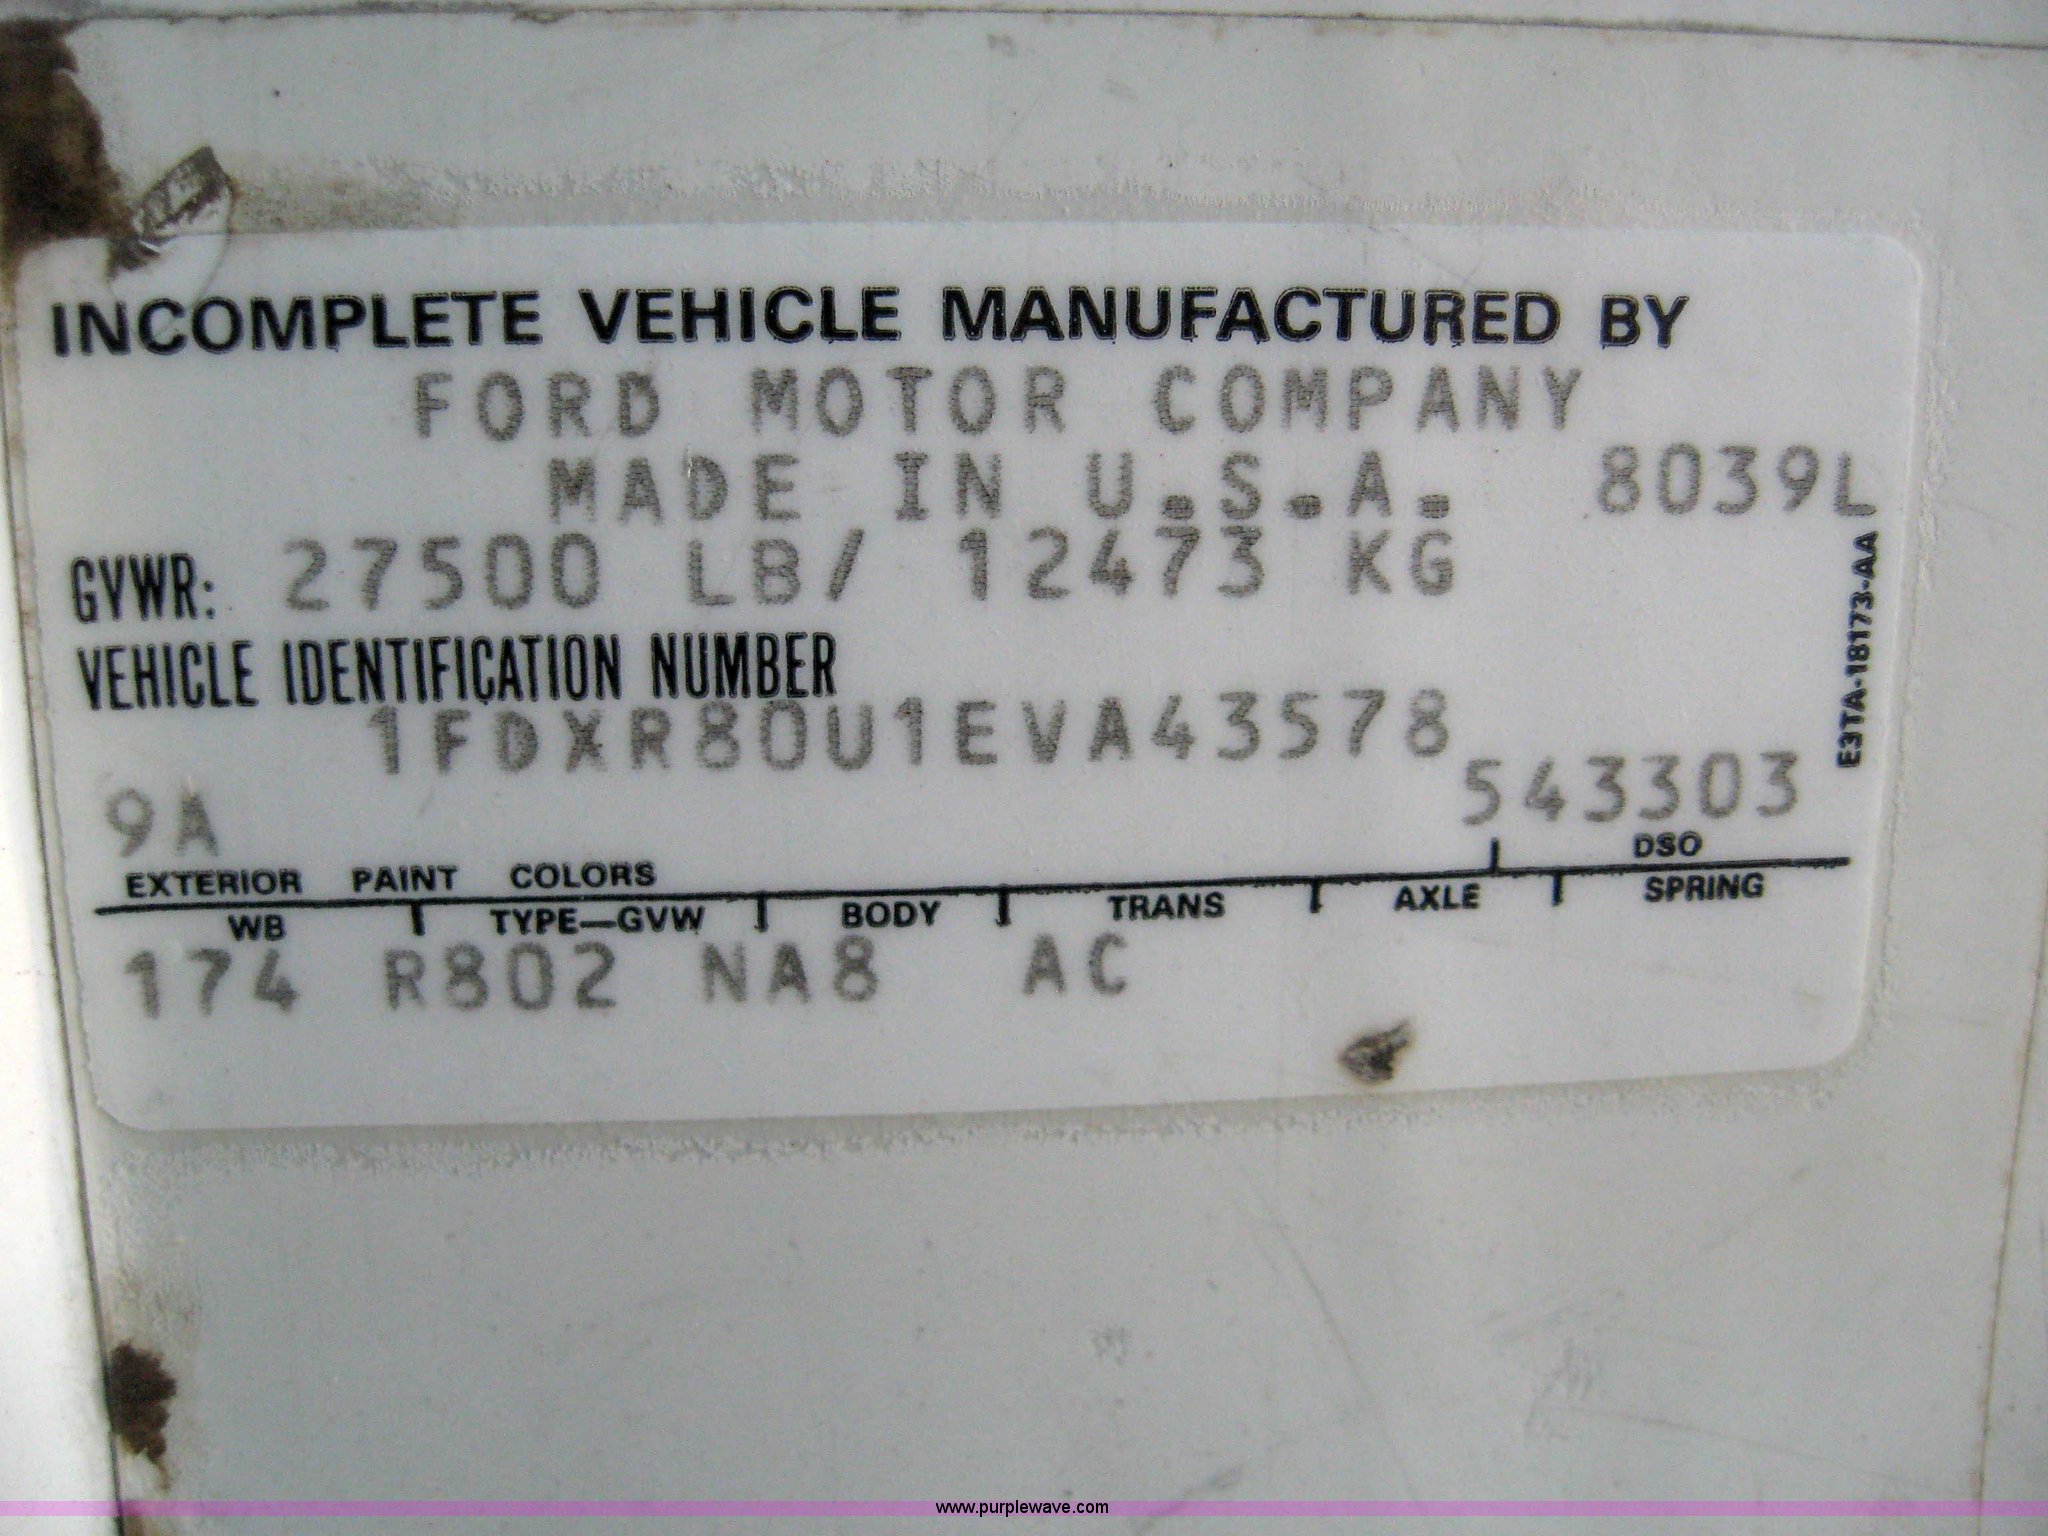 INCOMPLETE VEHICLE MANUFACTURED BY
FORD MOTOR COMPANY
MADE IN U.S.A. 8039L
GVWR: 27500 LB/ 12473 KG
VEHICLE IDENTIFICATION NUMBER
1FDXR80U1EVA43578
E3TA-18173-AA
9A 543303
EXTERIOR PAINT COLORS DSO
WB TYPE—GVW BODY TRANS AXLE SPRING
174 R802 NA8 AC
www.purplewave.com